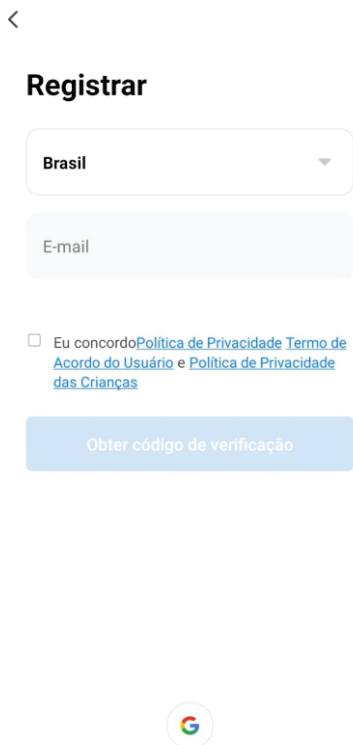 Registrar
Brasil
E-mail
Eu concordoPolítica de Privacidade Termo de
Acordo do Usuário e Política de Privacidade
das Crianças
Obter código de verificação